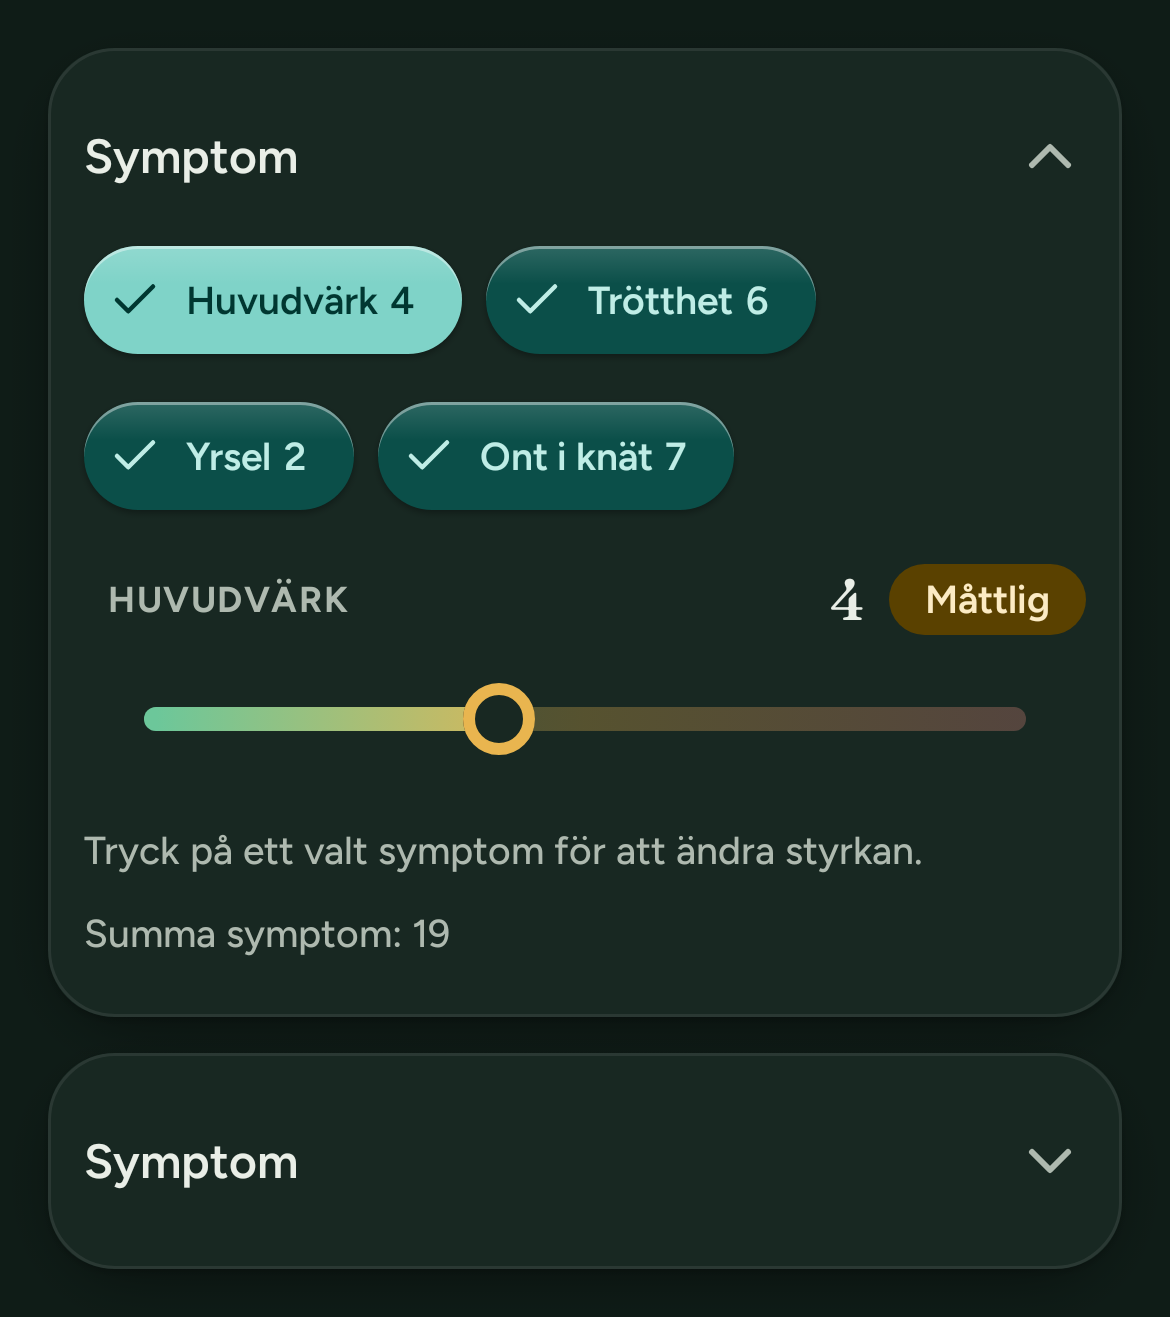 Symptom
Huvudvärk 4 Trötthet 6
Yrsel 2 Ont i knät 7
HUVUDVÄRK 4 Måttlig
Tryck på ett valt symptom för att ändra styrkan.
Summa symptom: 19
Symptom